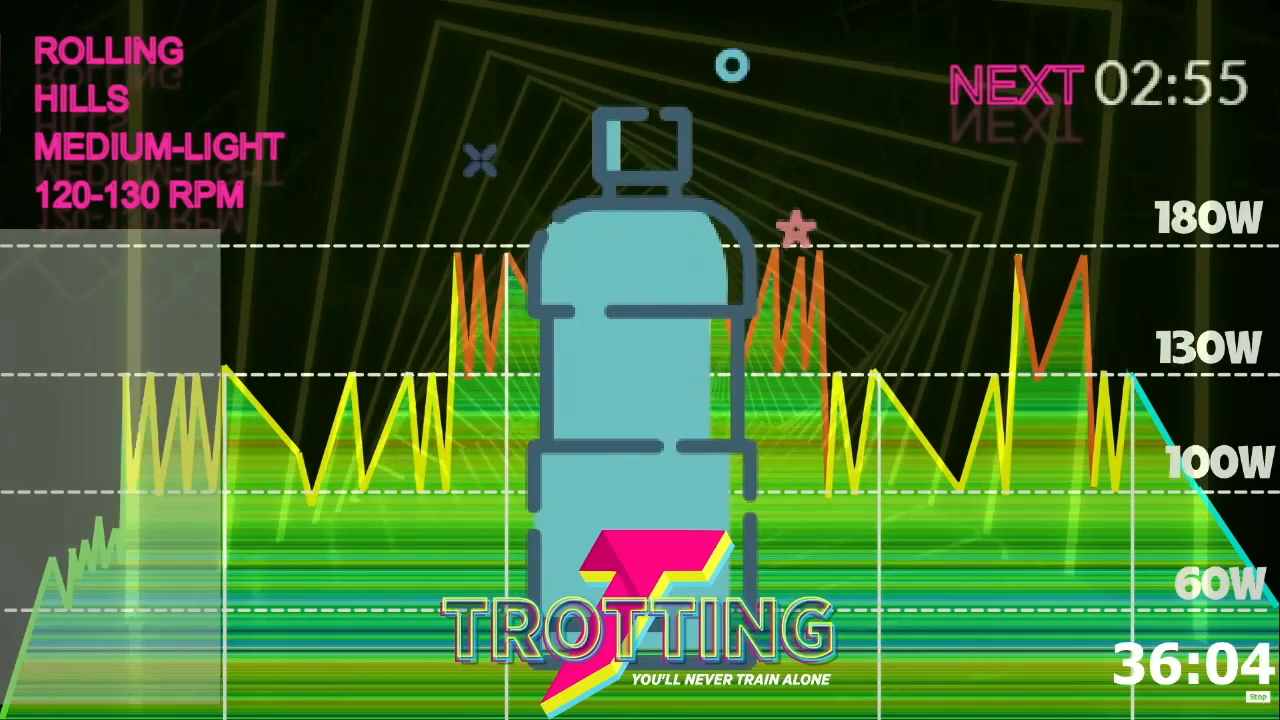 ROLLING
HILLS
MEDIUM-LIGHT
120-130 RPM
NEXT 02:55
180W
130W
100W
60W
TROTTING
YOU'LL NEVER TRAIN ALONE
36:04
Stop